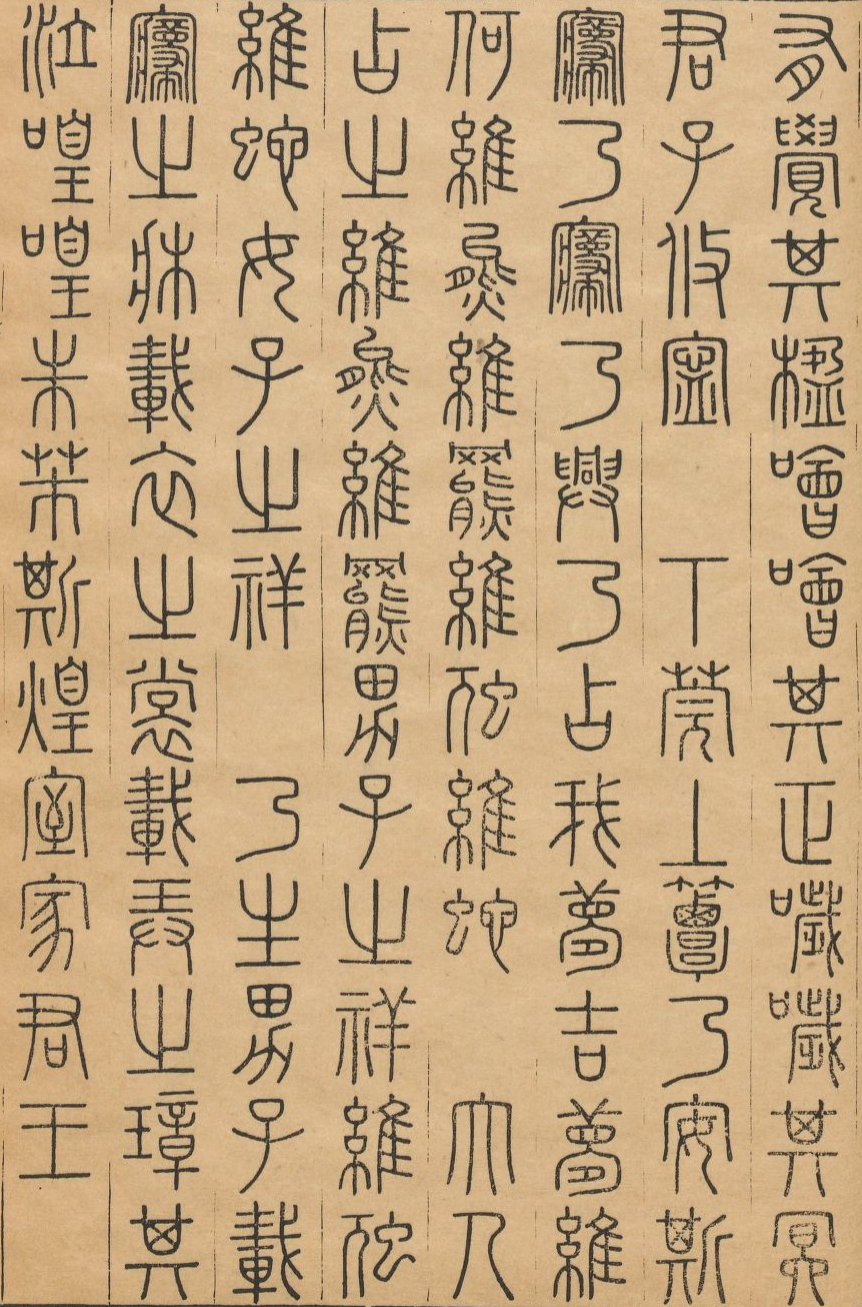 有覺其楹噲噲其正噦噦其冥
君子攸寧 下莞上簟乃安斯
寢乃寢乃興乃占我夢吉夢維
何維熊維羆維虺維蛇 大人
占之維熊維羆男子之祥維虺
維蛇女子之祥 乃生男子載
寢之牀載衣之裳載弄之璋其
泣喤喤朱芾斯煌室家君王